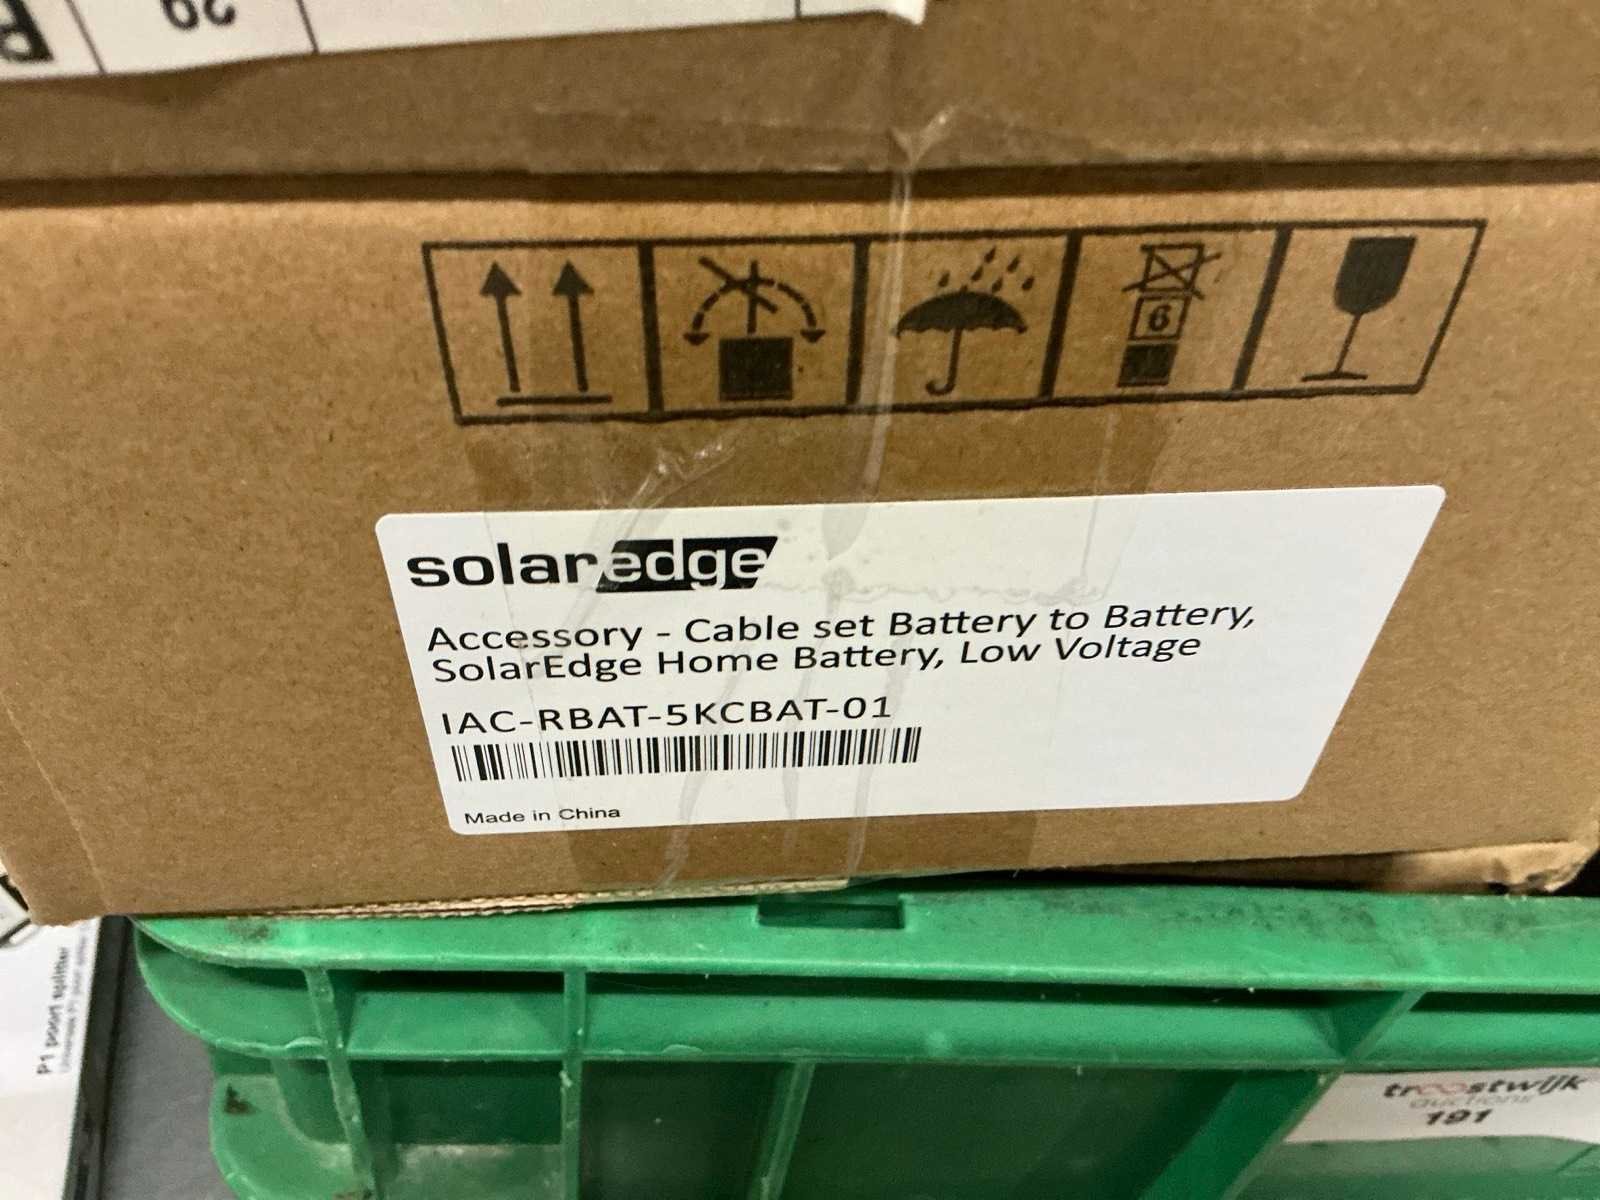 29
6
solaredge
Accessory - Cable set Battery to Battery,
SolarEdge Home Battery, Low Voltage
IAC-RBAT-5KCBAT-01
Made in China
P1 poort splitter
troostwijk
auctions
191